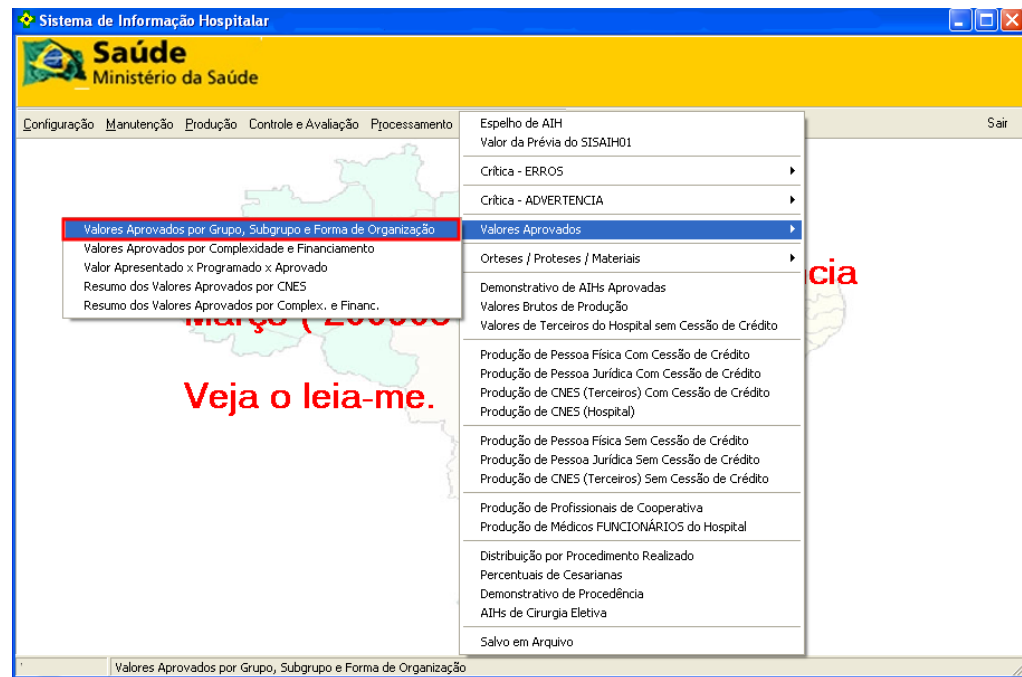 Sistema de Informação Hospitalar
Saúde
Ministério da Saúde
Configuração Manutenção Produção Controle e Avaliação Processamento Sair
Espelho de AIH
Valor da Prévia do SISAIH01
Crítica - ERROS
Crítica - ADVERTENCIA
Valores Aprovados
Valores Aprovados por Grupo, Subgrupo e Forma de Organização
Valores Aprovados por Complexidade e Financiamento
Valor Apresentado x Programado x Aprovado
Resumo dos Valores Aprovados por CNES
Resumo dos Valores Aprovados por Complex. e Financ.
Orteses / Proteses / Materiais
Demonstrativo de AIHs Aprovadas
Valores Brutos de Produção
Valores de Terceiros do Hospital sem Cessão de Crédito
Produção de Pessoa Física Com Cessão de Crédito
Produção de Pessoa Jurídica Com Cessão de Crédito
Produção de CNES (Terceiros) Com Cessão de Crédito
Produção de CNES (Hospital)
Produção de Pessoa Física Sem Cessão de Crédito
Produção de Pessoa Jurídica Sem Cessão de Crédito
Produção de CNES (Terceiros) Sem Cessão de Crédito
Produção de Profissionais de Cooperativa
Produção de Médicos FUNCIONÁRIOS do Hospital
Distribuição por Procedimento Realizado
Percentuais de Cesarianas
Demonstrativo de Procedência
AIHs de Cirurgia Eletiva
Salvo em Arquivo
cia
Março (
Veja o leia-me.
Valores Aprovados por Grupo, Subgrupo e Forma de Organização